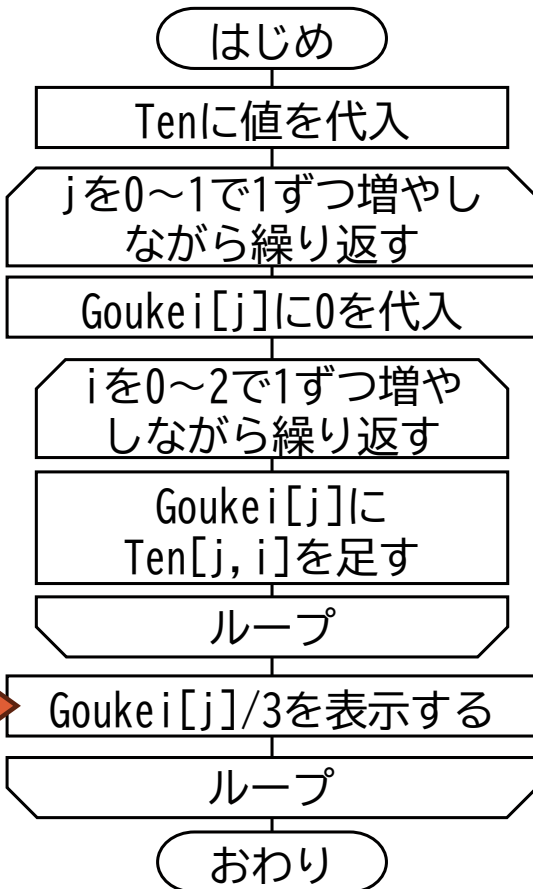 はじめ
Tenに値を代入
jを0～1で1ずつ増やし
ながら繰り返す
Goukei[j]に0を代入
iを0～2で1ずつ増や
しながら繰り返す
Goukei[j]に
Ten[j,i]を足す
ループ
Goukei[j]/3を表示する
ループ
おわり